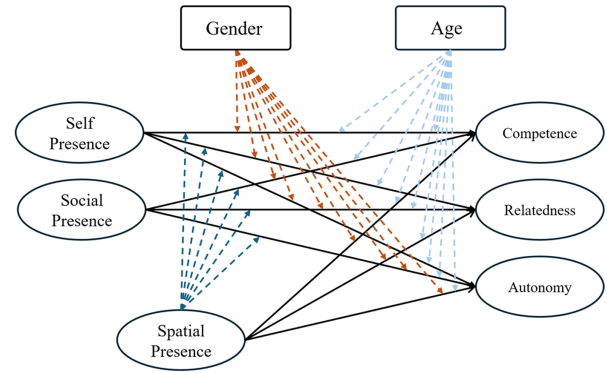 Gender
Age
Self
Presence
Competence
Social
Presence
Relatedness
Autonomy
Spatial
Presence